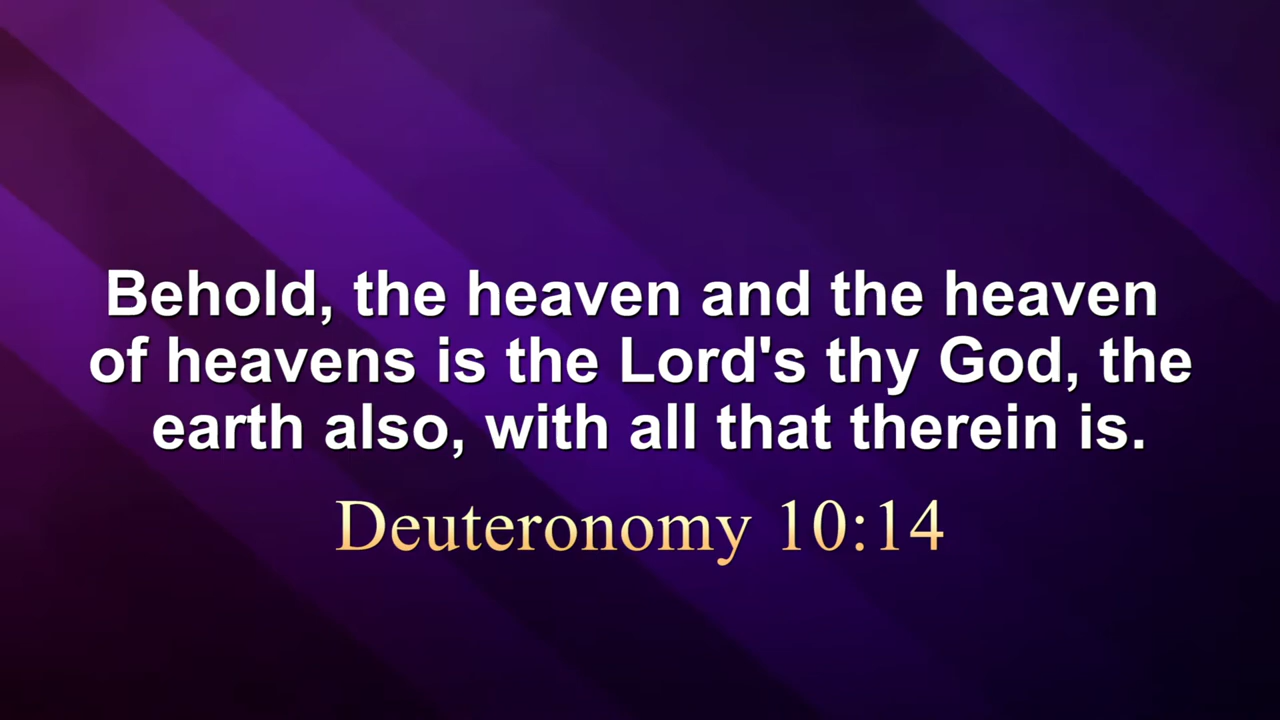 Behold, the heaven and the heaven
of heavens is the Lord's thy God, the
earth also, with all that therein is.
Deuteronomy 10:14